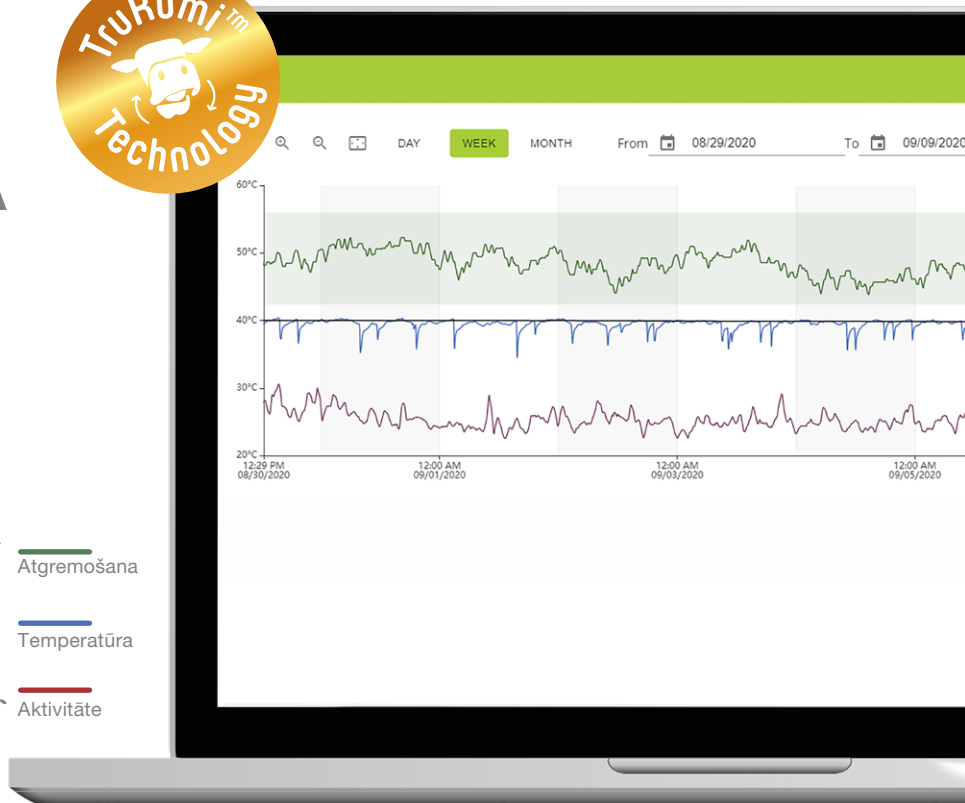 TruRumi™
Technology
DAY WEEK MONTH From 08/29/2020 To 09/09/2020
60°C
50°C
40°C
30°C
20°C
12:29 PM 12:00 AM 12:00 AM 12:00 AM
08/30/2020 09/01/2020 09/03/2020 09/05/2020
Atgremošana
Temperatūra
Aktivitāte